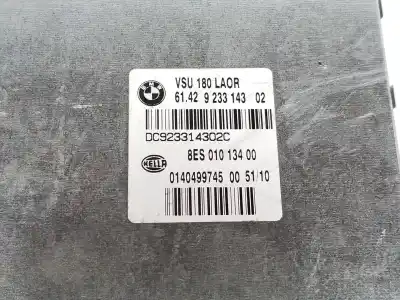 BMW
VSU 180 LAOR
61.42 9 233 143 02
DC923314302C
8ES 010 134 00
HELLA
0140499745 00 51/10